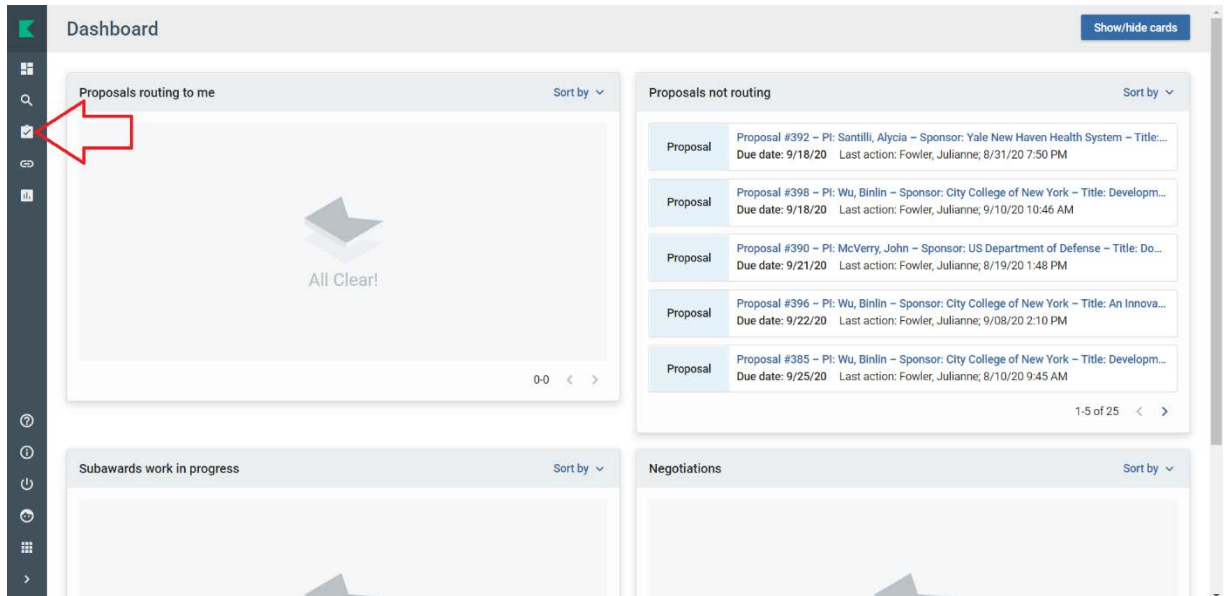 Dashboard
Show/hide cards
Proposals routing to me
Sort by
All Clear!
0-0
Proposals not routing
Sort by
Proposal
Proposal #392 – PI: Santilli, Alycia – Sponsor: Yale New Haven Health System – Title:...
Due date: 9/18/20 Last action: Fowler, Julianne; 8/31/20 7:50 PM
Proposal
Proposal #398 – PI: Wu, Binlin – Sponsor: City College of New York – Title: Developm...
Due date: 9/18/20 Last action: Fowler, Julianne; 9/10/20 10:46 AM
Proposal
Proposal #390 – PI: McVerry, John – Sponsor: US Department of Defense – Title: Do...
Due date: 9/21/20 Last action: Fowler, Julianne; 8/19/20 1:48 PM
Proposal
Proposal #396 – PI: Wu, Binlin – Sponsor: City College of New York – Title: An Innova...
Due date: 9/22/20 Last action: Fowler, Julianne; 9/08/20 2:10 PM
Proposal
Proposal #385 – PI: Wu, Binlin – Sponsor: City College of New York – Title: Developm...
Due date: 9/25/20 Last action: Fowler, Julianne; 8/10/20 9:45 AM
1-5 of 25
Subawards work in progress
Sort by
Negotiations
Sort by